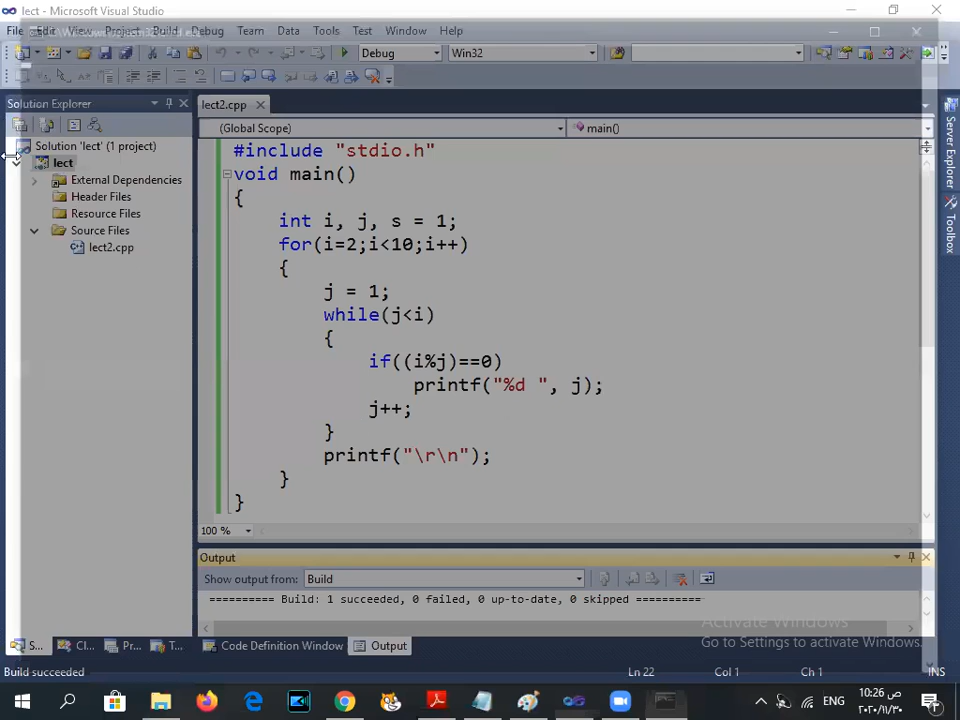 lect - Microsoft Visual Studio
File Edit View Project Build Debug Team Data Tools Test Window Help
Debug Win32
Solution Explorer
lect2.cpp
(Global Scope) main()
Solution 'lect' (1 project)
lect
External Dependencies
Header Files
Resource Files
Source Files
lect2.cpp
#include "stdio.h"
void main()
{
int i, j, s = 1;
for(i=2;i<10;i++)
{
j = 1;
while(j<i)
{
if((i%j)==0)
printf("%d ", j);
j++;
}
printf("\r\n");
}
}
Server Explorer
Toolbox
100 %
Output
Show output from: Build
========== Build: 1 succeeded, 0 failed, 0 up-to-date, 0 skipped ==========
Activate Windows
Go to Settings to activate Windows.
S... Cl... Pr... T... Code Definition Window Output
Build succeeded Ln 22 Col 1 Ch 1 INS
ENG
10:26 ص
٢٠٢٠/١١/٣٠